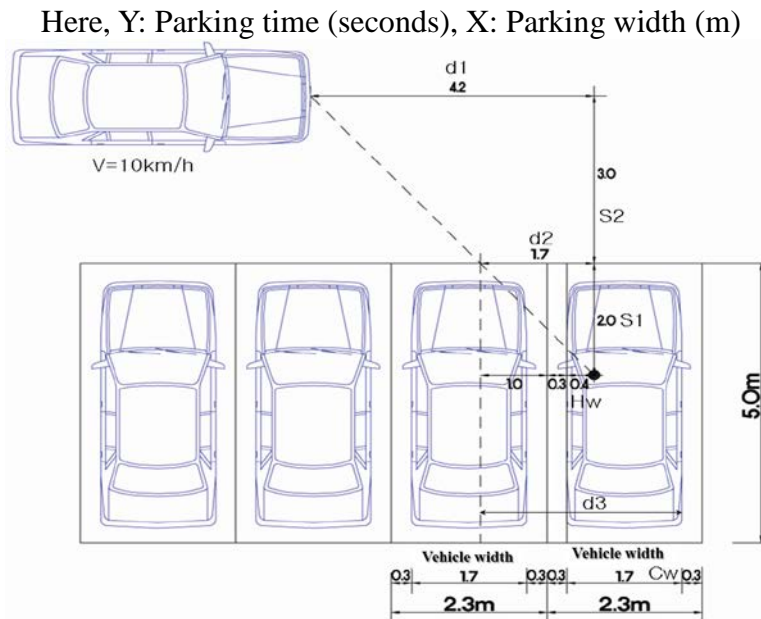 Here, Y: Parking time (seconds), X: Parking width (m)
d1
4.2
V=10km/h
3.0
S2
d2
1.7
2.0 S1
1.0 0.3 0.4
Hw
5.0m
d3
Vehicle width Vehicle width
0.3 1.7 0.3 0.3 1.7 Cw 0.3
2.3m 2.3m